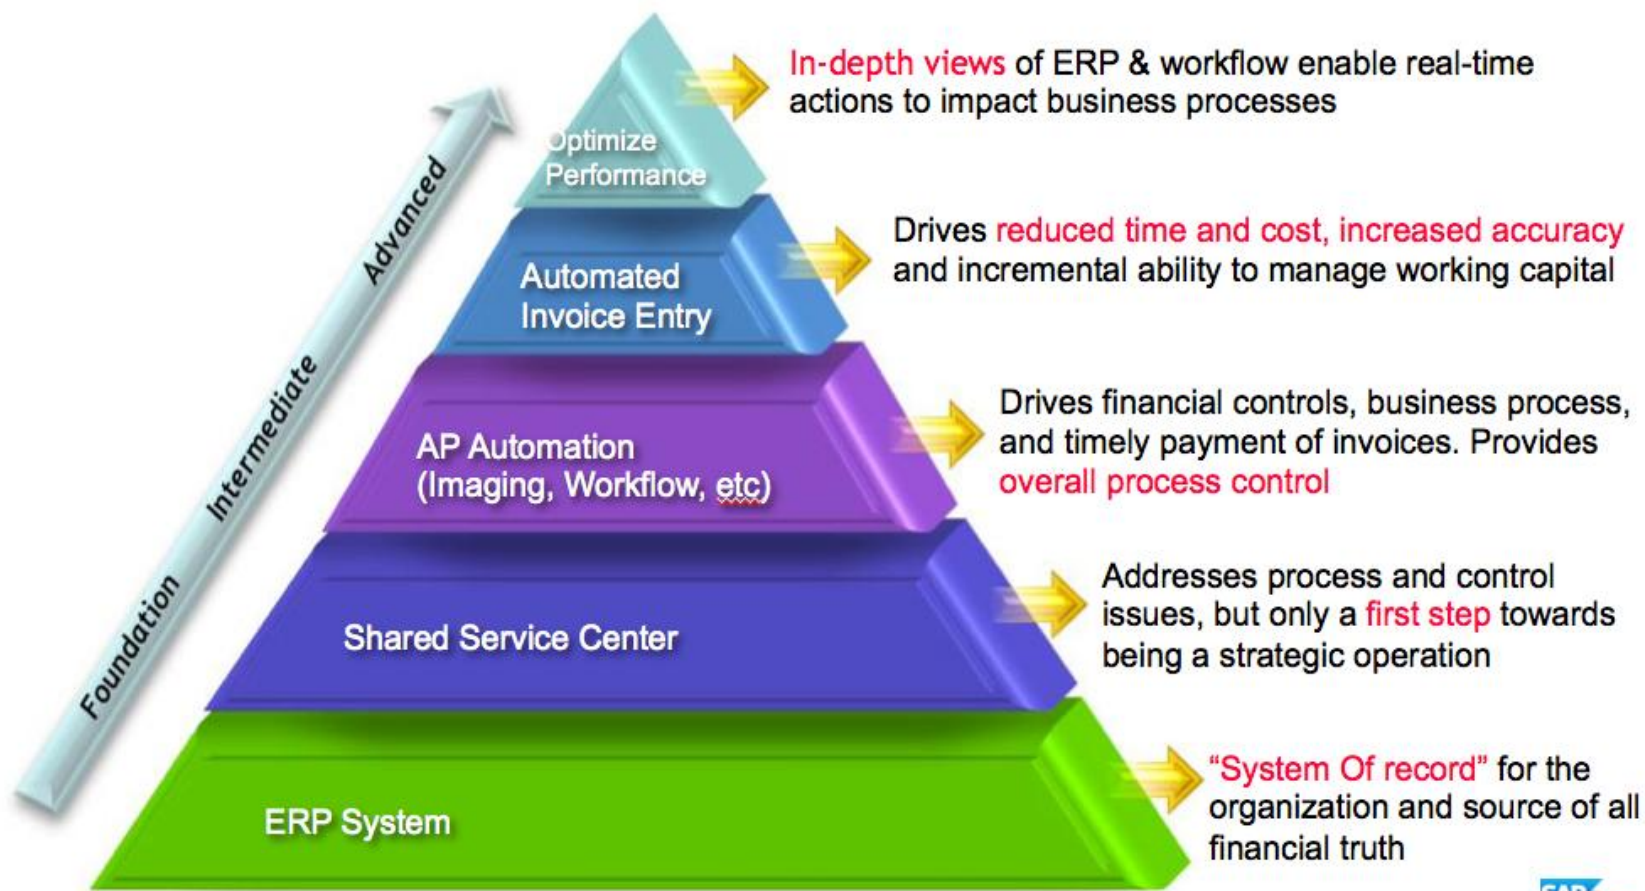 In-depth views of ERP & workflow enable real-time
actions to impact business processes
Optimize
Performance
Advanced
Drives reduced time and cost, increased accuracy
and incremental ability to manage working capital
Automated
Invoice Entry
Intermediate
Drives financial controls, business process,
and timely payment of invoices. Provides
overall process control
AP Automation
(Imaging, Workflow, etc)
Foundation
Addresses process and control
issues, but only a first step towards
being a strategic operation
Shared Service Center
“System Of record” for the
organization and source of all
financial truth
ERP System
SAP